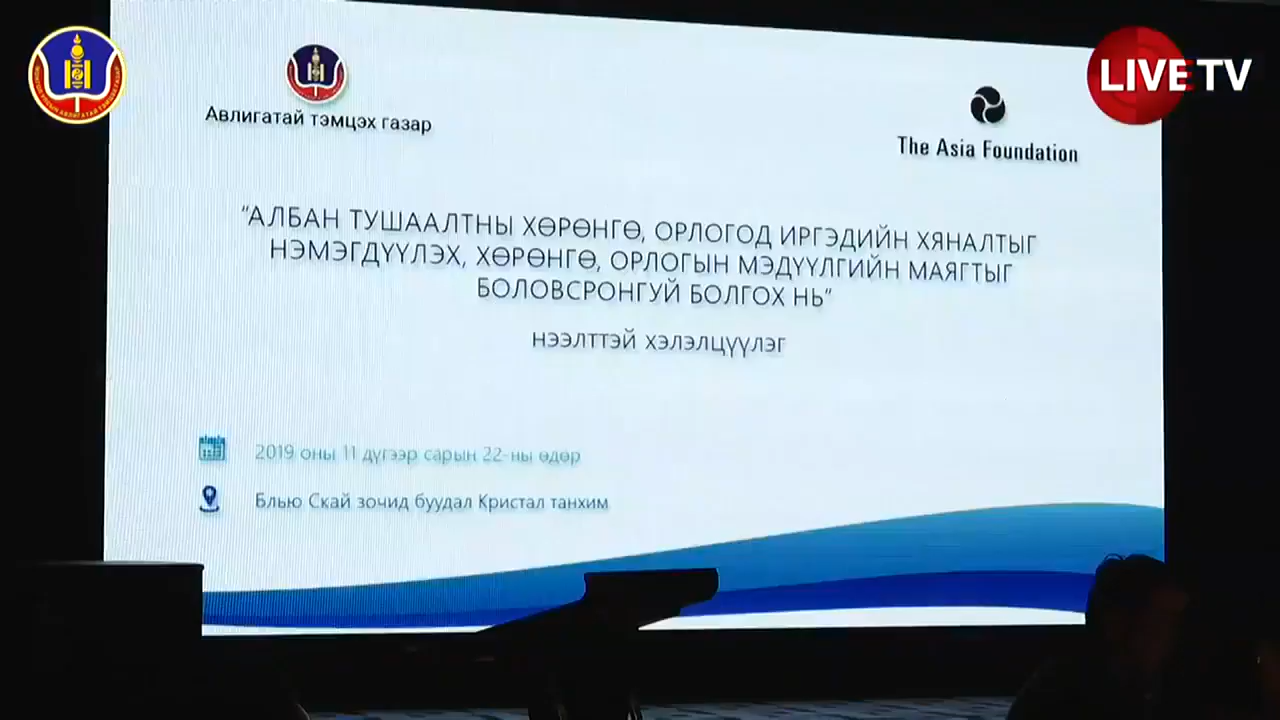 LIVE TV
Авлигатай тэмцэх газар
The Asia Foundation
"АЛБАН ТУШААЛТНЫ ХӨРӨНГӨ, ОРЛОГОД ИРГЭДИЙН ХЯНАЛТЫГ
НЭМЭГДҮҮЛЭХ, ХӨРӨНГӨ, ОРЛОГЫН МЭДҮҮЛГИЙН МАЯГТЫГ
БОЛОВСРОНГУЙ БОЛГОХ НЬ"
НЭЭЛТТЭЙ ХЭЛЭЛЦҮҮЛЭГ
2019 оны 11 дүгээр сарын 22-ны өдөр
Блью Скай зочид буудал Кристал танхим